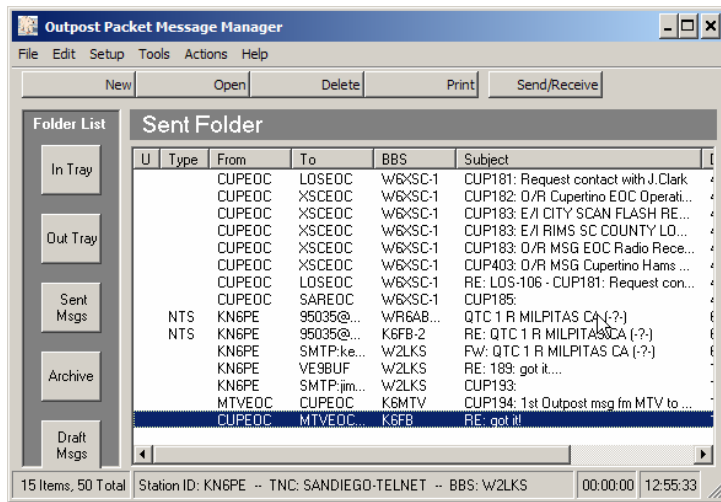 Outpost Packet Message Manager
File Edit Setup Tools Actions Help
New Open Delete Print Send/Receive
Folder List
Sent Folder
In Tray
Out Tray
Sent Msgs
Archive
Draft Msgs
U Type From To BBS Subject
CUPEOC LOSEOC W6XSC-1 CUP181: Request contact with J.Clark
CUPEOC XSCEOC W6XSC-1 CUP182: O/R Cupertino EOC Operati...
CUPEOC XSCEOC W6XSC-1 CUP183: E/I CITY SCAN FLASH RE...
CUPEOC XSCEOC W6XSC-1 CUP183: E/I RIMS SC COUNTY LO...
CUPEOC XSCEOC W6XSC-1 CUP183: O/R MSG EOC Radio Rece...
CUPEOC XSCEOC W6XSC-1 CUP403: O/R MSG Cupertino Hams ...
CUPEOC LOSEOC W6XSC-1 RE: LOS-106 - CUP181: Request con...
CUPEOC SAREOC W6XSC-1 CUP185:
NTS KN6PE 95035@... WR6AB... QTC 1 R MILPITAS CA (-?-)
NTS KN6PE 95035@... K6FB-2 RE: QTC 1 R MILPITAS CA (-?-)
KN6PE SMTP:ke... W2LKS FW: QTC 1 R MILPITAS CA (-?-)
KN6PE VE9BUF W2LKS RE: 189: got it....
KN6PE SMTP:jim... W2LKS CUP193:
MTVEOC CUPEOC K6MTV CUP194: 1st Outpost msg fm MTV to ...
CUPEOC MTVEOC... K6FB RE: got it!
15 Items, 50 Total Station ID: KN6PE -- TNC: SANDIEGO-TELNET -- BBS: W2LKS 00:00:00 12:55:33